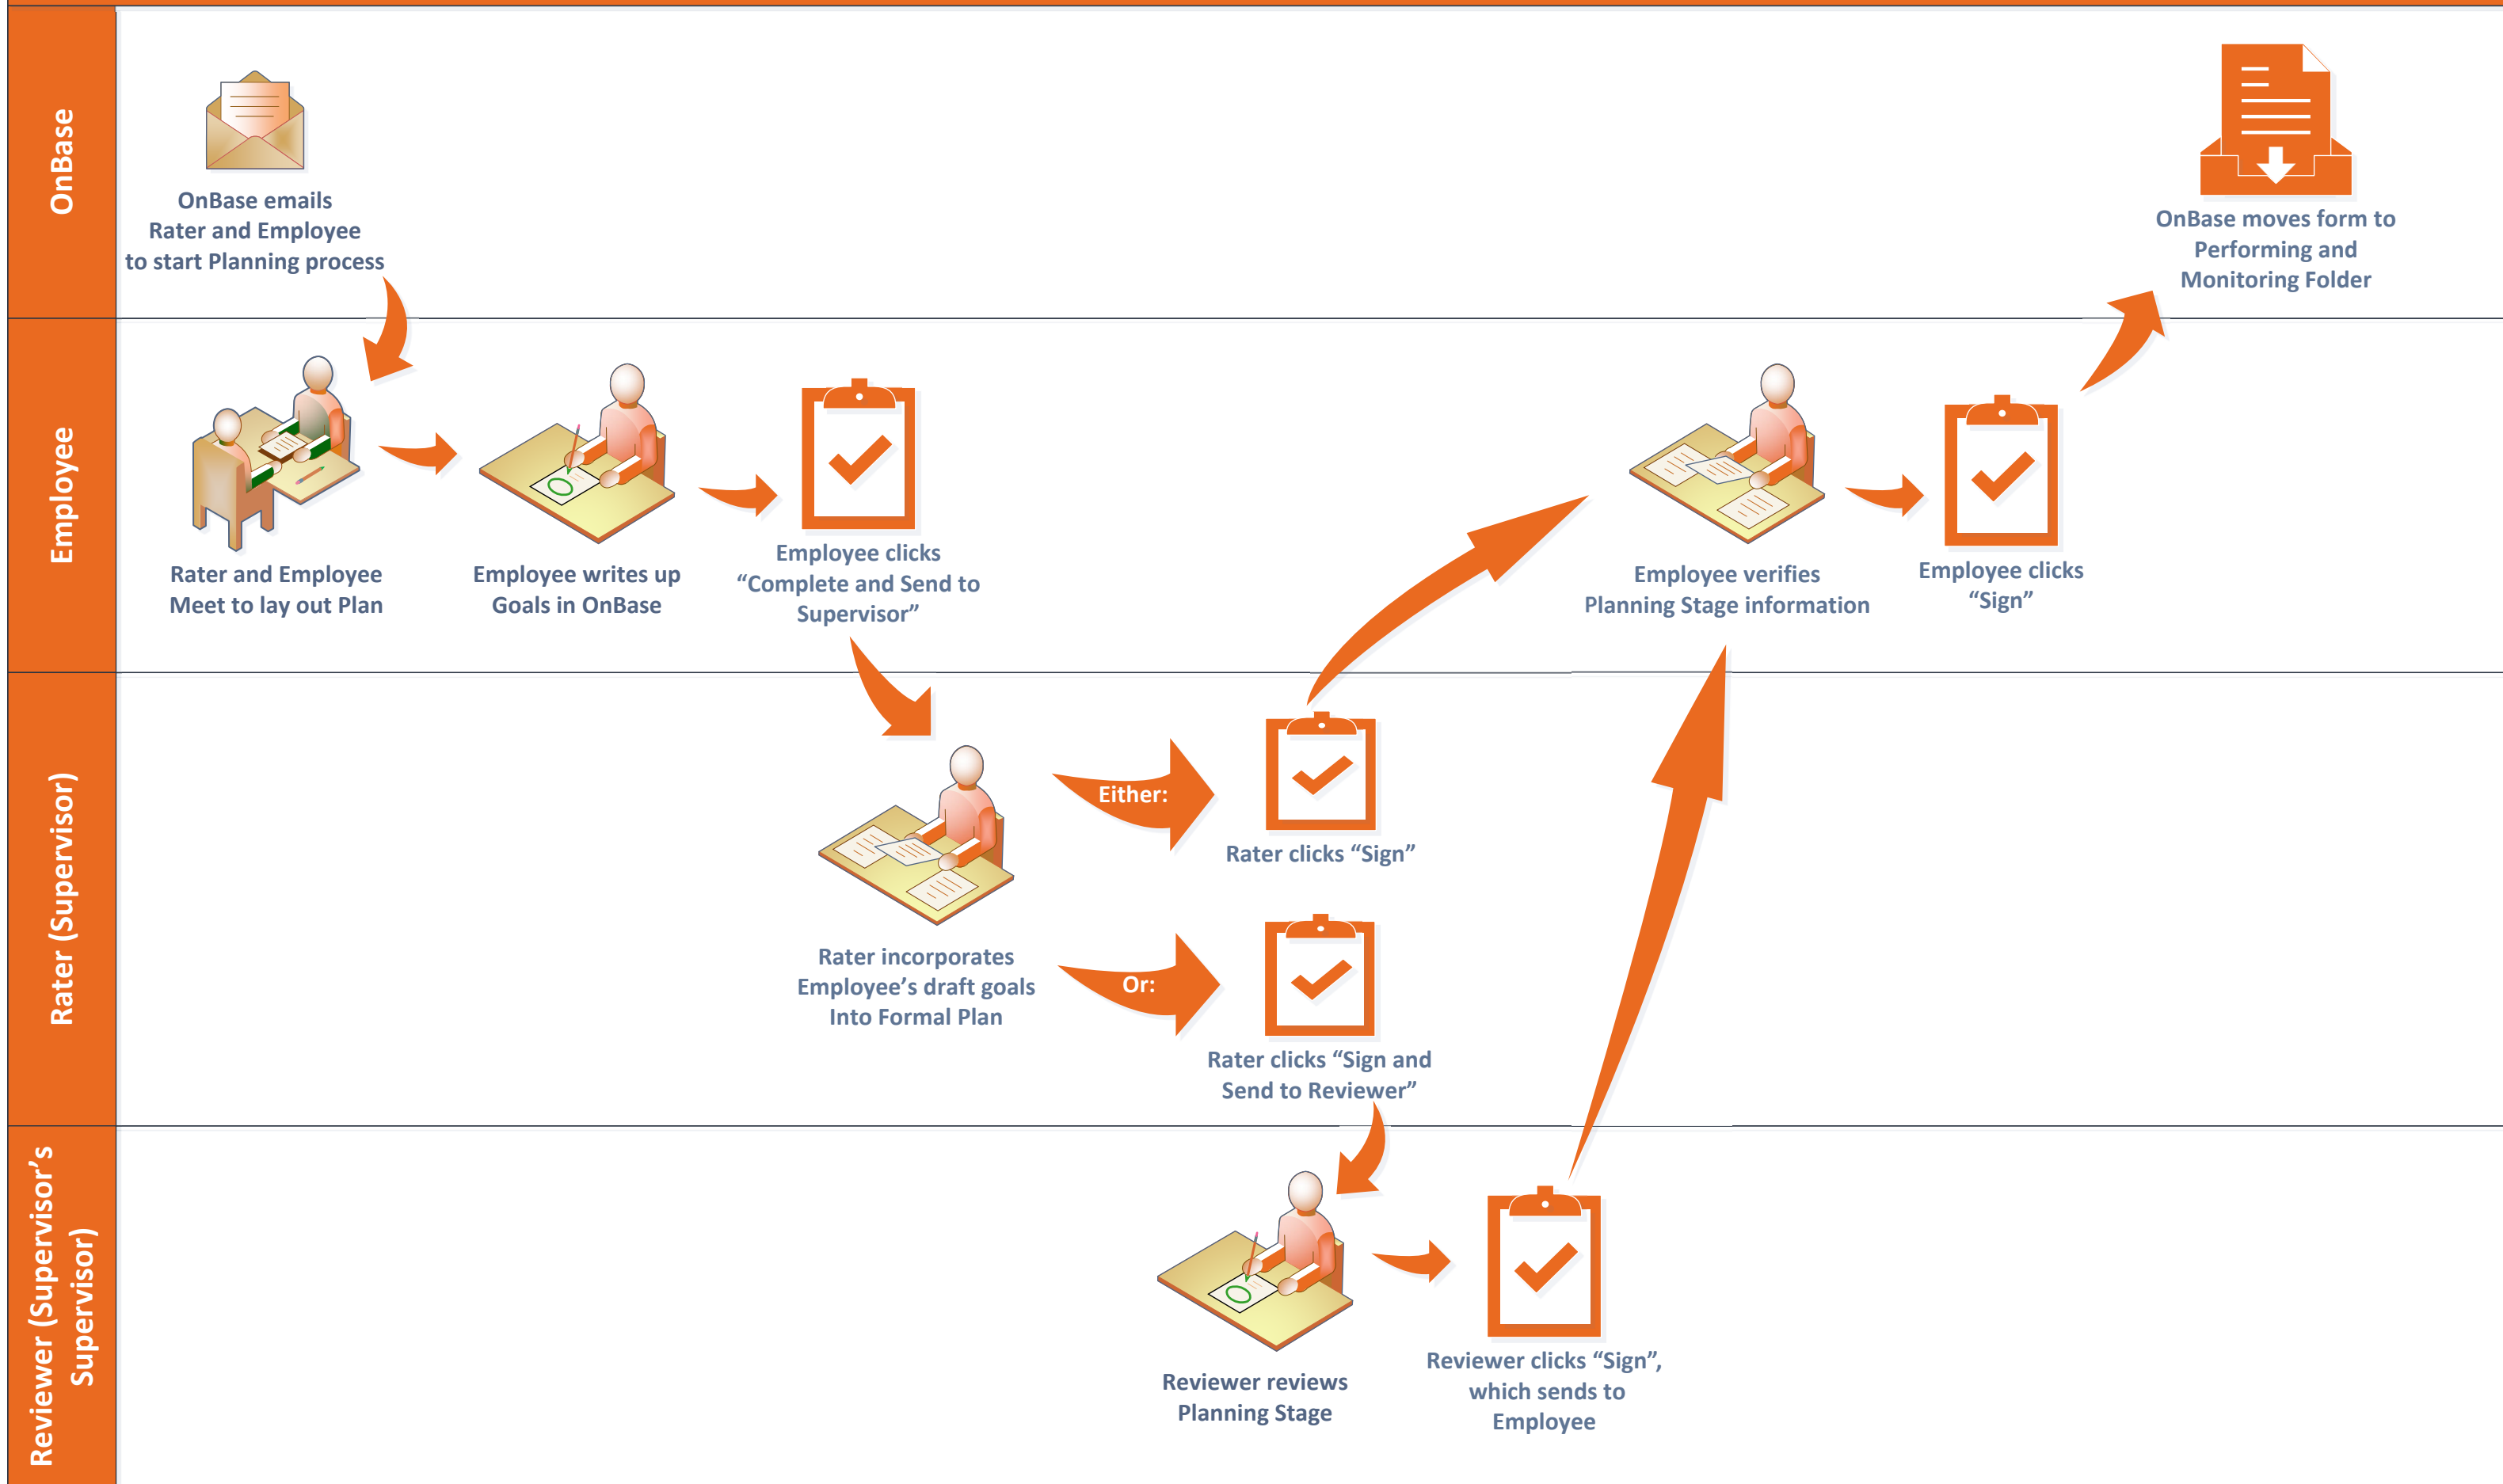 OnBase
OnBase emails
Rater and Employee
to start Planning process
OnBase moves form to
Performing and
Monitoring Folder
Employee
Rater and Employee
Meet to lay out Plan
Employee writes up
Goals in OnBase
Employee clicks
“Complete and Send to
Supervisor”
Employee verifies
Planning Stage information
Employee clicks
“Sign”
Rater (Supervisor)
Rater incorporates
Employee’s draft goals
Into Formal Plan
Either:
Rater clicks “Sign”
Or:
Rater clicks “Sign and
Send to Reviewer”
Reviewer (Supervisor’s
Supervisor)
Reviewer reviews
Planning Stage
Reviewer clicks “Sign”,
which sends to
Employee